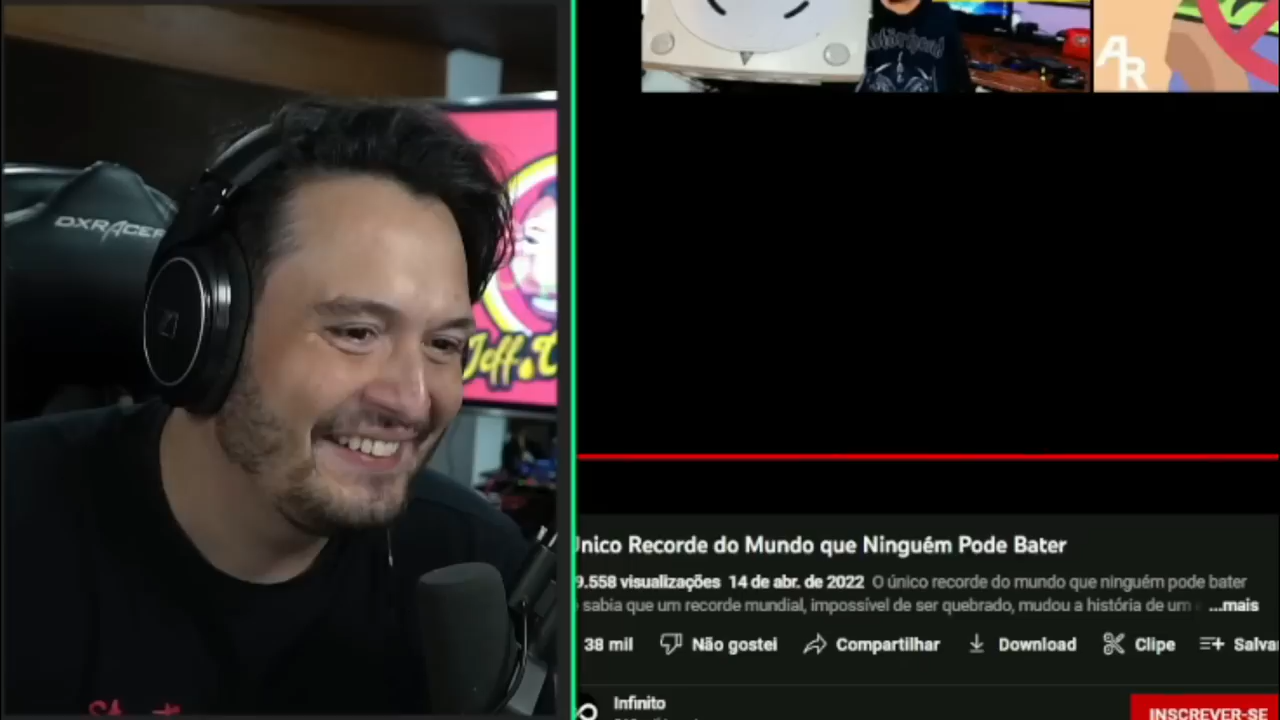 DXRACER
Jeff.
Motörhead
AR
Único Recorde do Mundo que Ninguém Pode Bater
9.558 visualizações 14 de abr. de 2022 O único recorde do mundo que ninguém pode bater
sabia que um recorde mundial, impossível de ser quebrado, mudou a história de um ...mais
38 mil Não gostei Compartilhar Download Clipe Salva
Infinito
INSCREVER-SE